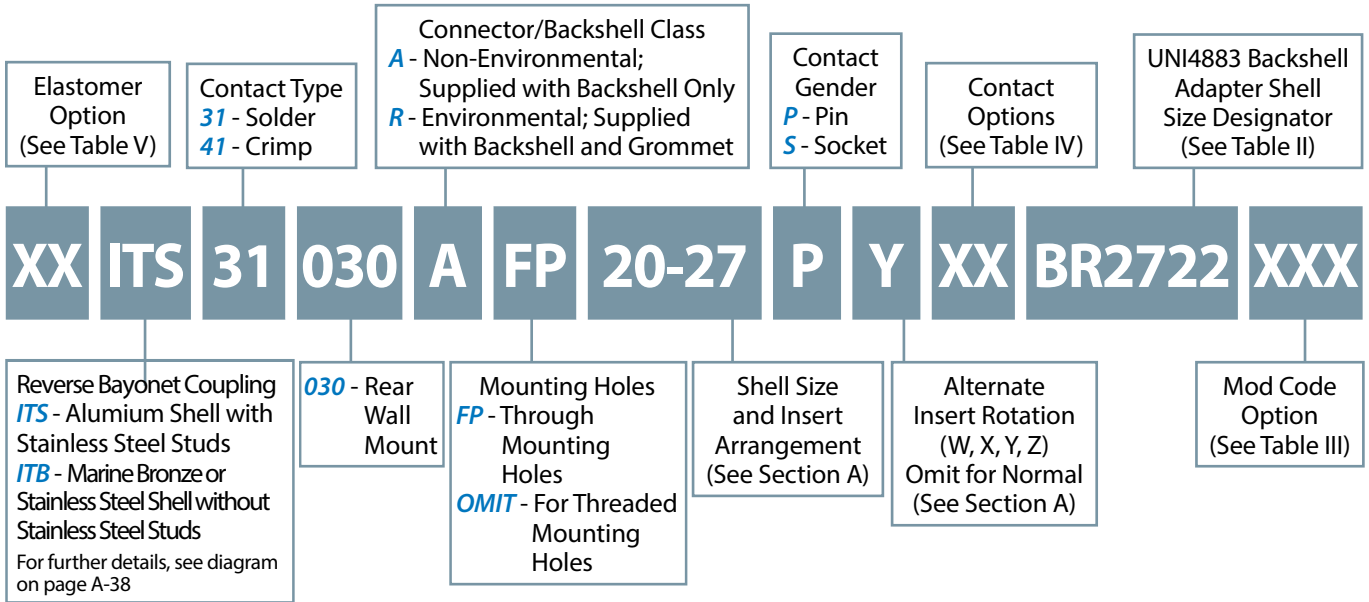 Elastomer
Option
(See Table V)
Contact Type
31 - Solder
41 - Crimp
Connector/Backshell Class
A - Non-Environmental;
Supplied with Backshell Only
R - Environmental; Supplied
with Backshell and Grommet
Contact
Gender
P - Pin
S - Socket
Contact
Options
(See Table IV)
UNI4883 Backshell
Adapter Shell
Size Designator
(See Table II)
XX ITS 31 030 A FP 20-27 P Y XX BR2722 XXX
Reverse Bayonet Coupling
ITS - Alumium Shell with
Stainless Steel Studs
ITB - Marine Bronze or
Stainless Steel Shell without
Stainless Steel Studs
For further details, see diagram
on page A-38
030 - Rear
Wall
Mount
Mounting Holes
FP - Through
Mounting
Holes
OMIT - For Threaded
Mounting
Holes
Shell Size
and Insert
Arrangement
(See Section A)
Alternate
Insert Rotation
(W, X, Y, Z)
Omit for Normal
(See Section A)
Mod Code
Option
(See Table III)